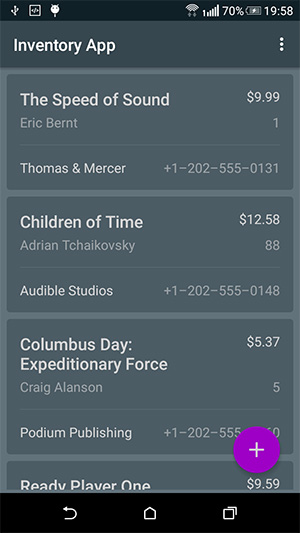 70% 19:58
Inventory App
The Speed of Sound $9.99
Eric Bernt 1
Thomas & Mercer +1–202–555–0131
Children of Time $12.58
Adrian Tchaikovsky 88
Audible Studios +1–202–555–0148
Columbus Day: $5.37
Expeditionary Force
Craig Alanson 5
Podium Publishing +1–202–555–
Ready Player One $9.59